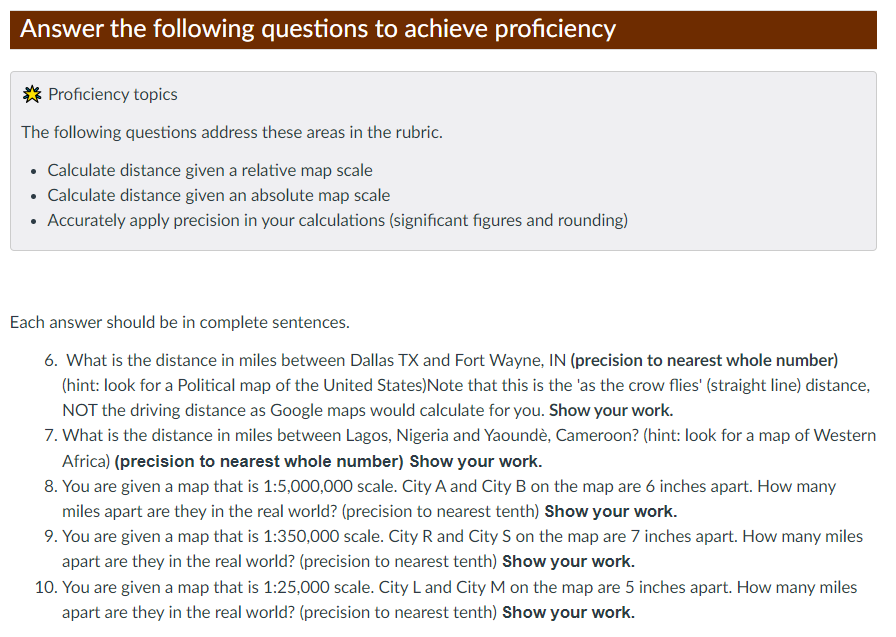 Answer the following questions to achieve proficiency
Proficiency topics
The following questions address these areas in the rubric.
• Calculate distance given a relative map scale
• Calculate distance given an absolute map scale
• Accurately apply precision in your calculations (significant figures and rounding)
Each answer should be in complete sentences.
6. What is the distance in miles between Dallas TX and Fort Wayne, IN (precision to nearest whole number)
(hint: look for a Political map of the United States)Note that this is the 'as the crow flies' (straight line) distance,
NOT the driving distance as Google maps would calculate for you. Show your work.
7. What is the distance in miles between Lagos, Nigeria and Yaoundè, Cameroon? (hint: look for a map of Western
Africa) (precision to nearest whole number) Show your work.
8. You are given a map that is 1:5,000,000 scale. City A and City B on the map are 6 inches apart. How many
miles apart are they in the real world? (precision to nearest tenth) Show your work.
9. You are given a map that is 1:350,000 scale. City R and City S on the map are 7 inches apart. How many miles
apart are they in the real world? (precision to nearest tenth) Show your work.
10. You are given a map that is 1:25,000 scale. City L and City M on the map are 5 inches apart. How many miles
apart are they in the real world? (precision to nearest tenth) Show your work.